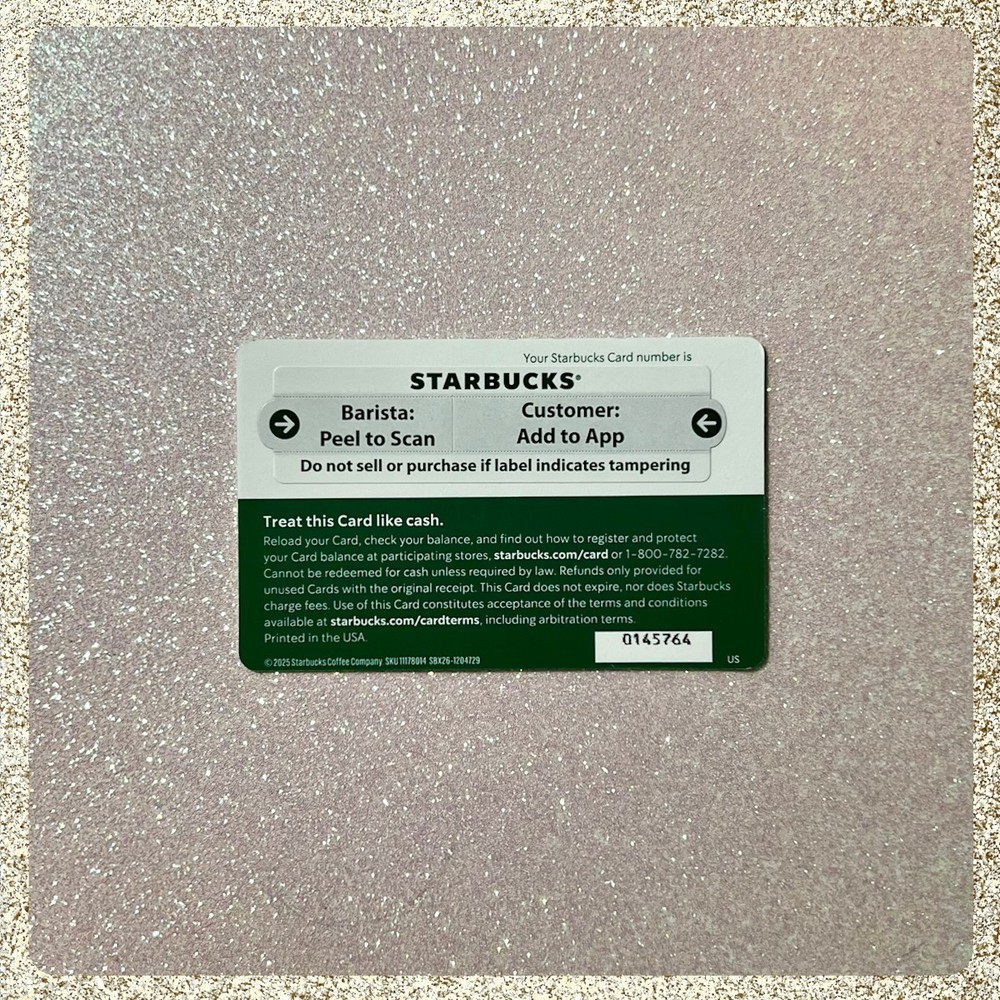 Your Starbucks Card number is
STARBUCKS®
Barista: Customer:
Peel to Scan Add to App
Do not sell or purchase if label indicates tampering
Treat this Card like cash.
Reload your Card, check your balance, and find out how to register and protect
your Card balance at participating stores, starbucks.com/card or 1-800-782-7282.
Cannot be redeemed for cash unless required by law. Refunds only provided for
unused Cards with the original receipt. This Card does not expire, nor does Starbucks
charge fees. Use of this Card constitutes acceptance of the terms and conditions
available at starbucks.com/cardterms, including arbitration terms.
Printed in the USA.
0145764
© 2025 Starbucks Coffee Company SKU 11178014 SBX26-1204729 US